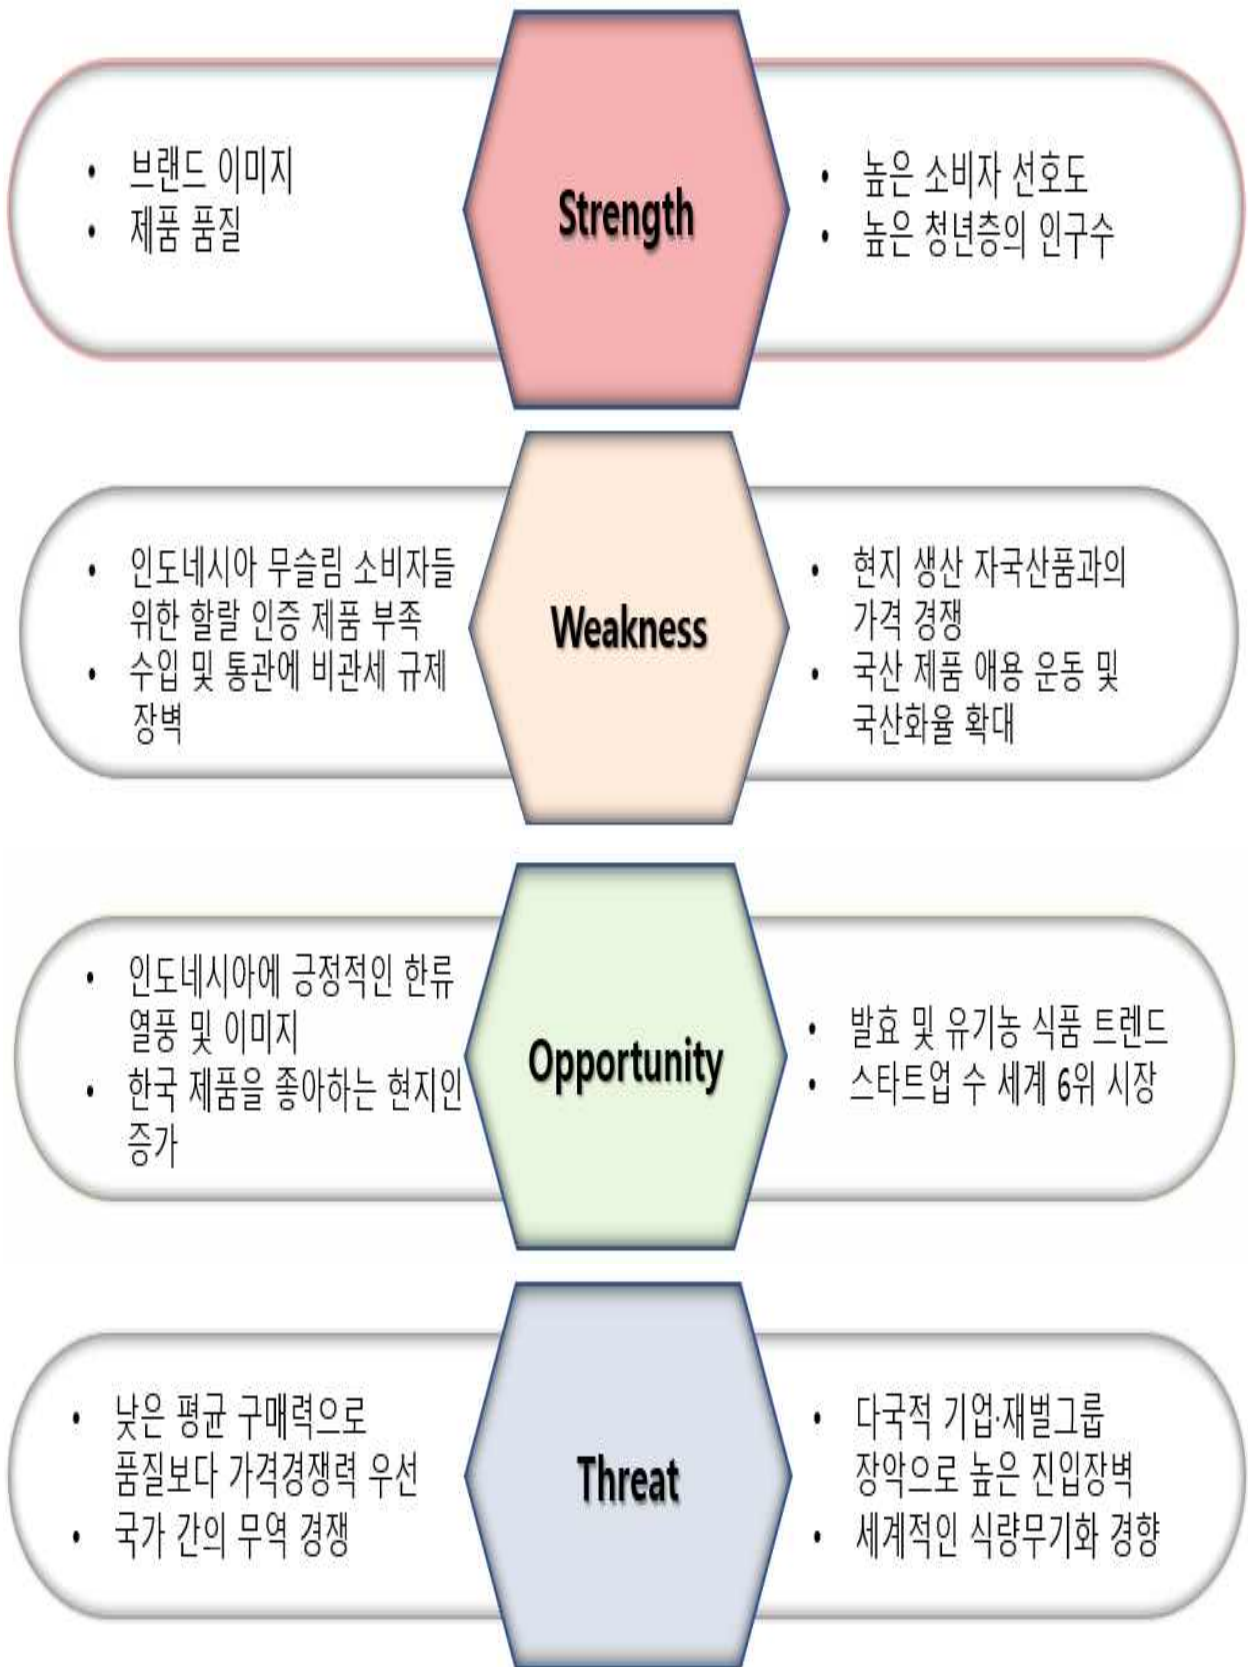 Strength
• 브랜드 이미지
• 제품 품질
• 높은 소비자 선호도
• 높은 청년층의 인구수
Weakness
• 인도네시아 무슬림 소비자들
위한 할랄 인증 제품 부족
• 수입 및 통관에 비관세 규제
장벽
• 현지 생산 자국산품과의
가격 경쟁
• 국산 제품 애용 운동 및
국산화율 확대
Opportunity
• 인도네시아에 긍정적인 한류
열풍 및 이미지
• 한국 제품을 좋아하는 현지인
증가
• 발효 및 유기농 식품 트렌드
• 스타트업 수 세계 6위 시장
Threat
• 낮은 평균 구매력으로
품질보다 가격경쟁력 우선
• 국가 간의 무역 경쟁
• 다국적 기업·재벌그룹
장악으로 높은 진입장벽
• 세계적인 식량무기화 경향